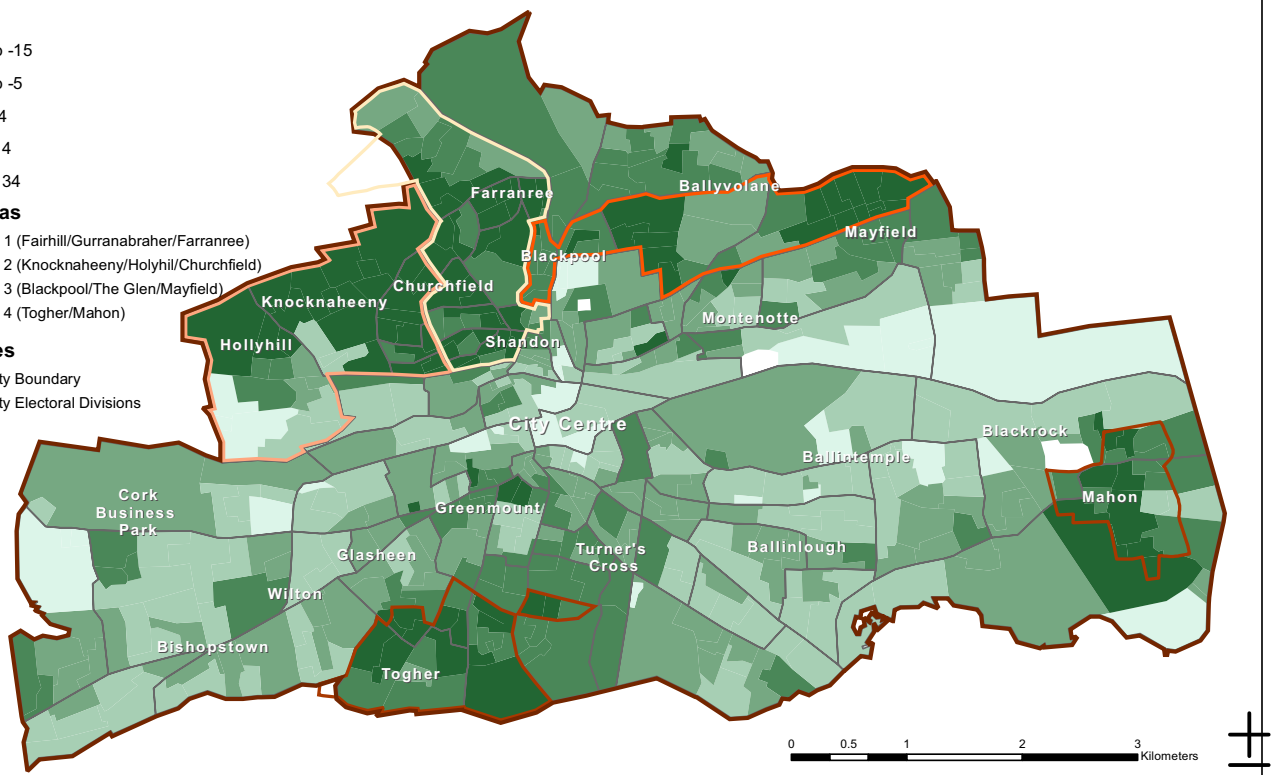 -15
-5
4
4
34
as
1 (Fairhill/Gurranabraher/Farranree)
2 (Knocknaheeny/Holyhil/Churchfield)
3 (Blackpool/The Glen/Mayfield)
4 (Togher/Mahon)
es
ty Boundary
ty Electoral Divisions
Farranree
Ballyvolane
Mayfield
Blackpool
Churchfield
Knocknaheeny
Montenotte
Hollyhill
Shandon
City Centre
Blackrock
Ballintemple
Cork
Business
Park
Mahon
Greenmount
Glasheen
Turner's
Cross
Ballinlough
Wilton
Bishopstown
Togher
0 0.5 1 2 3
Kilometers